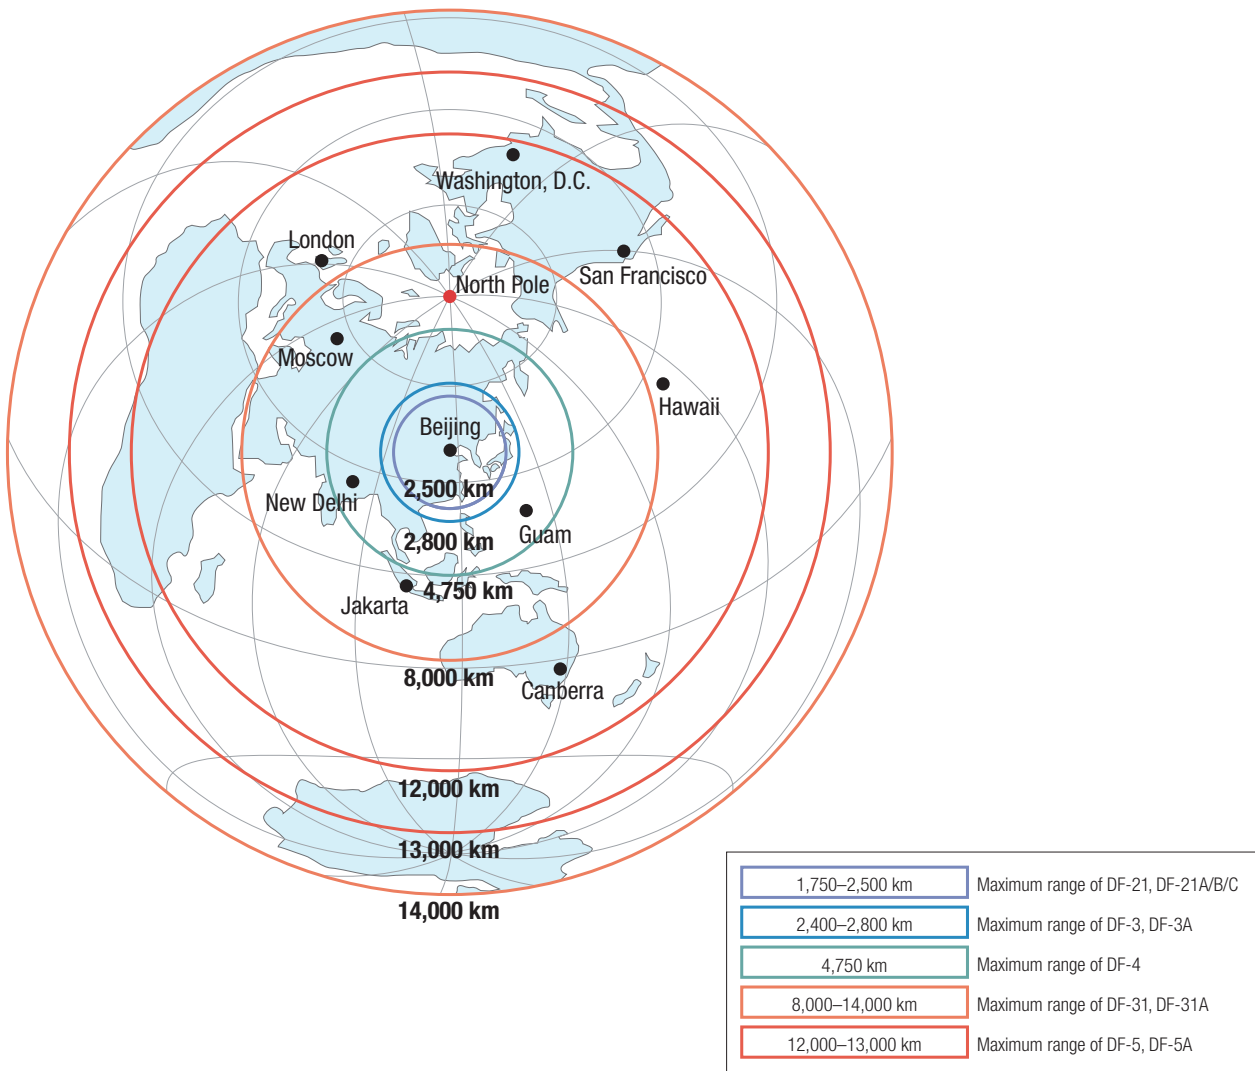 Washington, D.C.
London
San Francisco
North Pole
Moscow
Hawaii
Beijing
2,500 km
New Delhi
Guam
2,800 km
4,750 km
Jakarta
8,000 km
Canberra
12,000 km
13,000 km
14,000 km
1,750–2,500 km Maximum range of DF-21, DF-21A/B/C
2,400–2,800 km Maximum range of DF-3, DF-3A
4,750 km Maximum range of DF-4
8,000–14,000 km Maximum range of DF-31, DF-31A
12,000–13,000 km Maximum range of DF-5, DF-5A